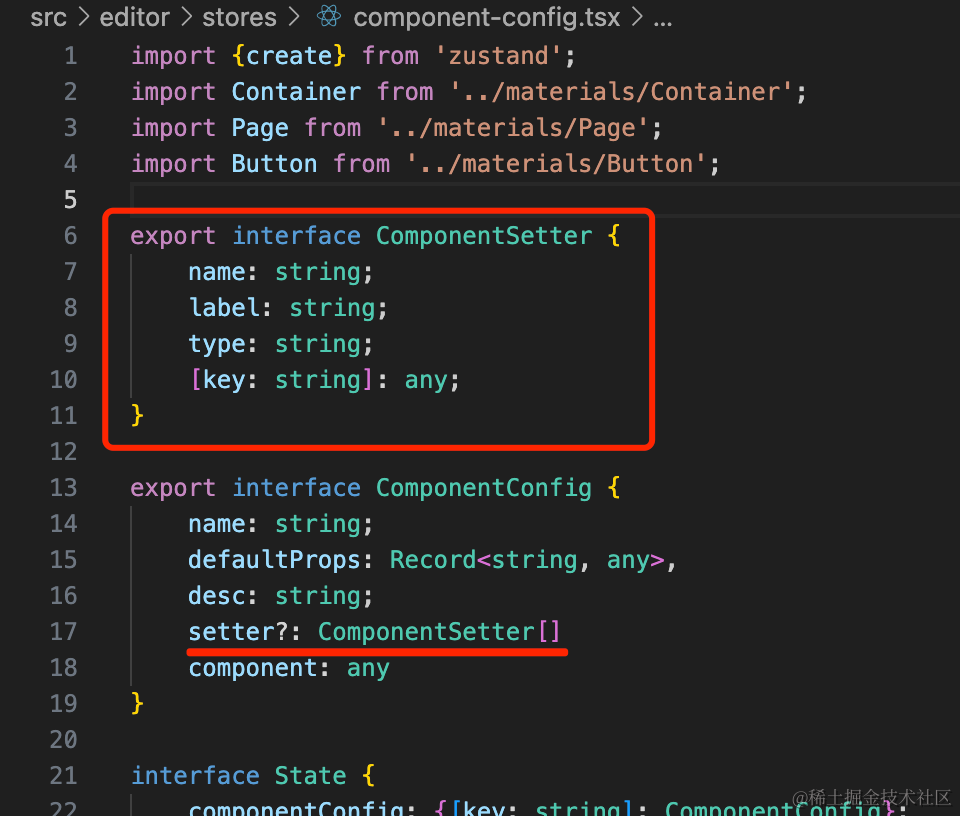 src > editor > stores > component-config.tsx > ...
1 import {create} from 'zustand';
2 import Container from '../materials/Container';
3 import Page from '../materials/Page';
4 import Button from '../materials/Button';
5
6 export interface ComponentSetter {
7     name: string;
8     label: string;
9     type: string;
10     [key: string]: any;
11 }
12
13 export interface ComponentConfig {
14     name: string;
15     defaultProps: Record<string, any>,
16     desc: string;
17     setter?: ComponentSetter[]
18     component: any
19 }
20
21 interface State {
22     componentConfig: {[key: string]: ComponentConfig};
@稀土掘金技术社区